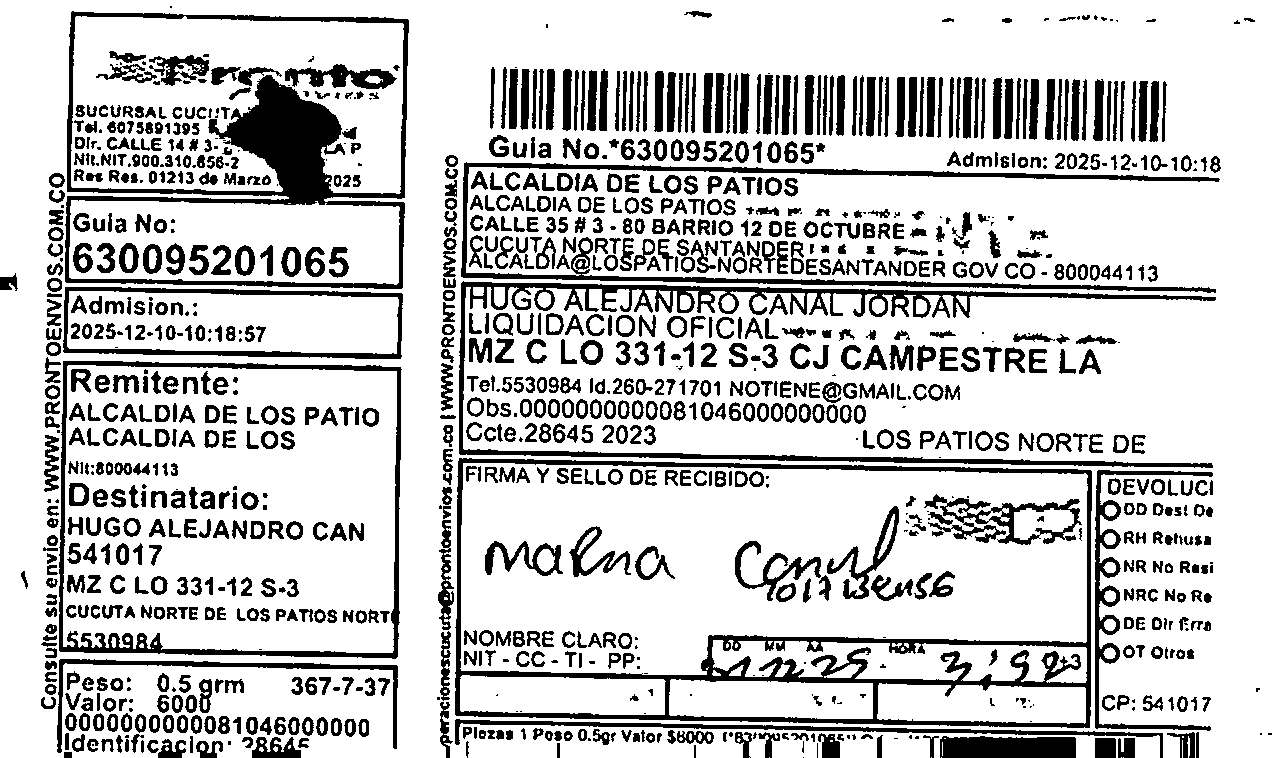 Pronto
SUCURSAL CUCUTA
Tel. 6075891395
Dir. CALLE 14 # 3-
Nit.NIT.900.310.656-2
Res Res. 01213 de Marzo 2025
Guia No:
630095201065
Admision.:
2025-12-10-10:18:57
Remitente:
ALCALDIA DE LOS PATIO
ALCALDIA DE LOS
Nit:800044113
Destinatario:
HUGO ALEJANDRO CAN
541017
MZ C LO 331-12 S-3
CUCUTA NORTE DE LOS PATIOS NORT
5530984
Peso: 0.5 grm 367-7-37
Valor: 6000
0000000000081046000000
Identificacion: 28645
Consulte su envio en: WWW.PRONTOENVIOS.COM.CO
peracionescucuta@prontoenvios.com.co | WWW.PRONTOENVIOS.COM.CO
Guia No.*630095201065*
Admision: 2025-12-10-10:18
ALCALDIA DE LOS PATIOS
ALCALDIA DE LOS PATIOS
CALLE 35 # 3 - 80 BARRIO 12 DE OCTUBRE
CUCUTA NORTE DE SANTANDER
ALCALDIA@LOSPATIOS-NORTEDESANTANDER GOV CO - 800044113
HUGO ALEJANDRO CANAL JORDAN
LIQUIDACION OFICIAL
MZ C LO 331-12 S-3 CJ CAMPESTRE LA
Tel.5530984 Id.260-271701 NOTIENE@GMAIL.COM
Obs.0000000000081046000000000
Ccte.28645 2023
LOS PATIOS NORTE DE
FIRMA Y SELLO DE RECIBIDO:
Canal
NOMBRE CLARO:
NIT - CC - TI - PP:
DD MM AA HORA
DEVOLUCI
OD Dest De
RH Rehusa
NR No Resi
NRC No Re
DE Dir Erra
OT Otros
CP: 541017
Piezas 1 Peso 0.5gr Valor $6000